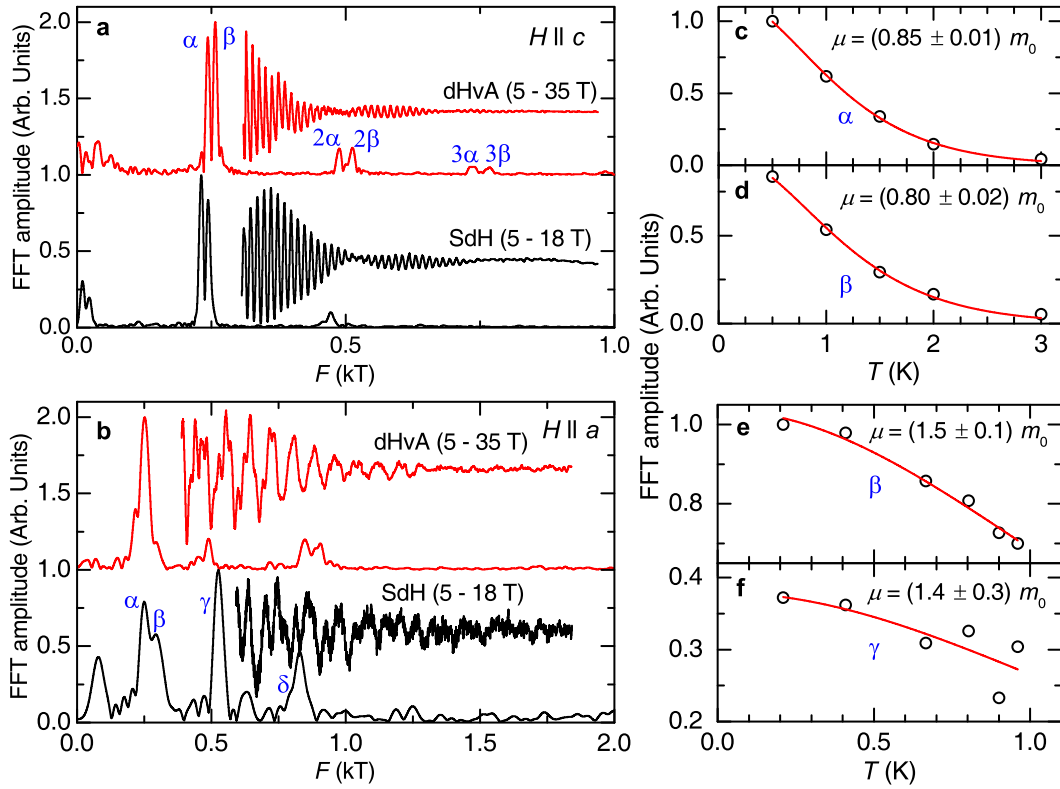 FFT amplitude (Arb. Units)
a
α β
H ll c
dHvA (5 - 35 T)
2α 2β
3α 3β
SdH (5 - 18 T)
2.0
1.5
1.0
0.5
0.0
0.0 0.5 1.0
F (kT)
FFT amplitude (Arb. Units)
b
H ll a
dHvA (5 - 35 T)
SdH (5 - 18 T)
α
β
γ
δ
2.0
1.5
1.0
0.5
0.0
0.0 0.5 1.0 1.5 2.0
F (kT)
FFT amplitude (Arb. Units)
c
μ = (0.85 ± 0.01) m0
α
1.0
0.5
0.0
d
μ = (0.80 ± 0.02) m0
β
0.5
0.0
0 1 2 3
T (K)
e
μ = (1.5 ± 0.1) m0
β
1.0
0.8
f
μ = (1.4 ± 0.3) m0
γ
0.4
0.3
0.2
0.0 0.5 1.0
T (K)